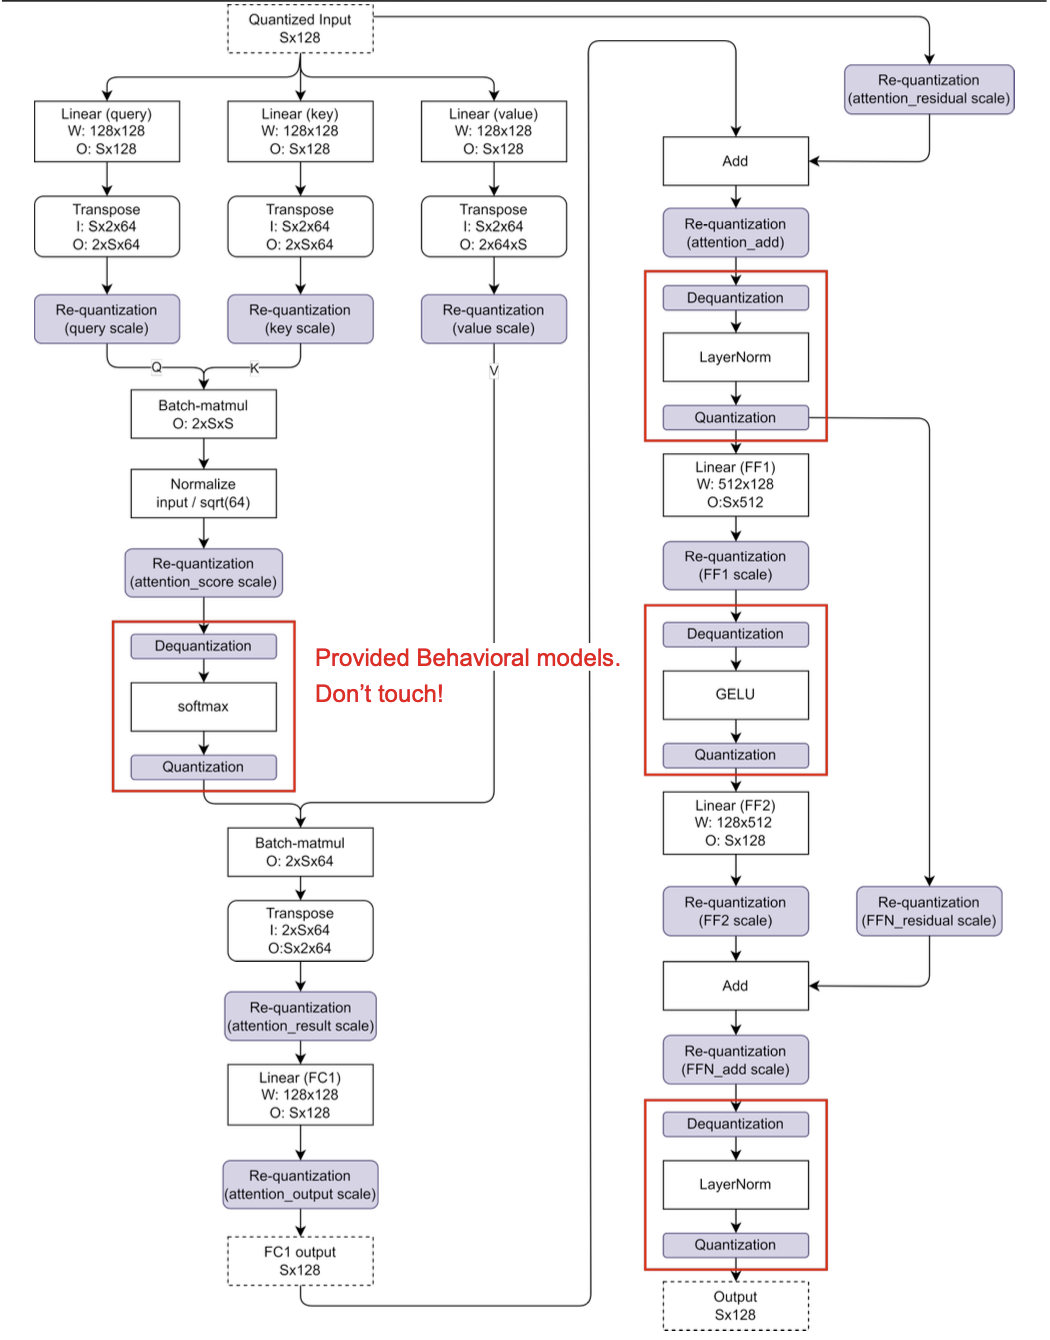 Quantized Input
Sx128
Linear (query)
W: 128x128
O: Sx128
Linear (key)
W: 128x128
O: Sx128
Linear (value)
W: 128x128
O: Sx128
Transpose
I: Sx2x64
O: 2xSx64
Transpose
I: Sx2x64
O: 2xSx64
Transpose
I: Sx2x64
O: 2x64xS
Re-quantization
(query scale)
Re-quantization
(key scale)
Re-quantization
(value scale)
Q
K
V
Batch-matmul
O: 2xSxS
Normalize
input / sqrt(64)
Re-quantization
(attention_score scale)
Dequantization
softmax
Quantization
Provided Behavioral models.
Don't touch!
Batch-matmul
O: 2xSx64
Transpose
I: 2xSx64
O:Sx2x64
Re-quantization
(attention_result scale)
Linear (FC1)
W: 128x128
O: Sx128
Re-quantization
(attention_output scale)
FC1 output
Sx128
Re-quantization
(attention_residual scale)
Add
Re-quantization
(attention_add)
Dequantization
LayerNorm
Quantization
Linear (FF1)
W: 512x128
O:Sx512
Re-quantization
(FF1 scale)
Dequantization
GELU
Quantization
Linear (FF2)
W: 128x512
O: Sx128
Re-quantization
(FF2 scale)
Re-quantization
(FFN_residual scale)
Add
Re-quantization
(FFN_add scale)
Dequantization
LayerNorm
Quantization
Output
Sx128